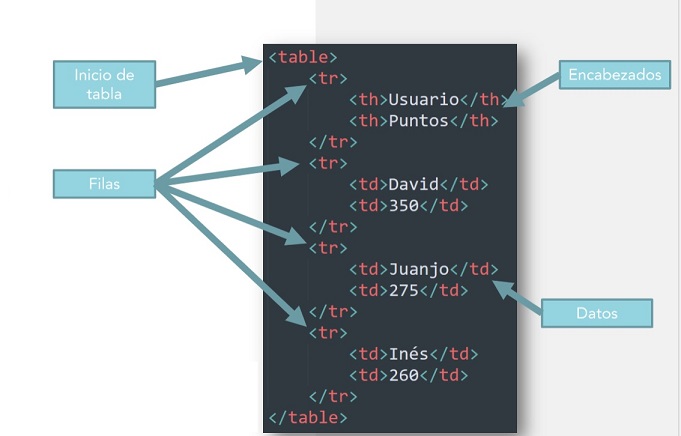 Inicio de
tabla
Filas
<table>
<tr>
<th>Usuario</th>
<th>Puntos</th>
</tr>
<tr>
<td>David</td>
<td>350</td>
</tr>
<tr>
<td>Juanjo</td>
<td>275</td>
</tr>
<tr>
<td>Inés</td>
<td>260</td>
</tr>
</table>
Encabezados
Datos